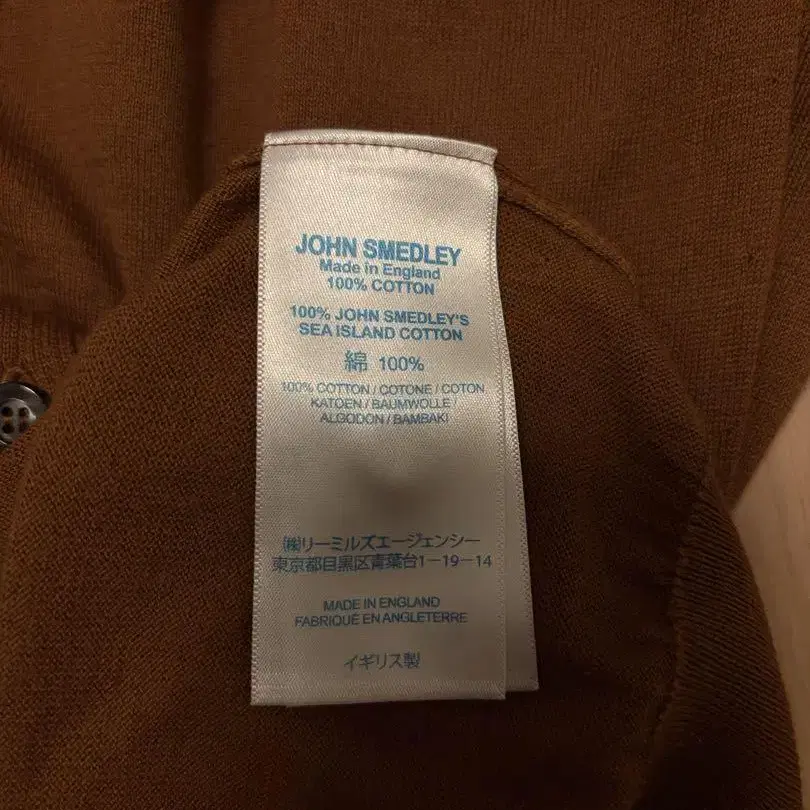 JOHN SMEDLEY
Made in England
100% COTTON
100% JOHN SMEDLEY'S
SEA ISLAND COTTON
綿 100%
100% COTTON / COTONE / COTON
KATOEN / BAUMWOLLE /
ALGODON / BAMBAKI
㈱リーミルズエージェンシー
東京都目黒区青葉台1−19−14
MADE IN ENGLAND
FABRIQUÉ EN ANGLETERRE
イギリス製